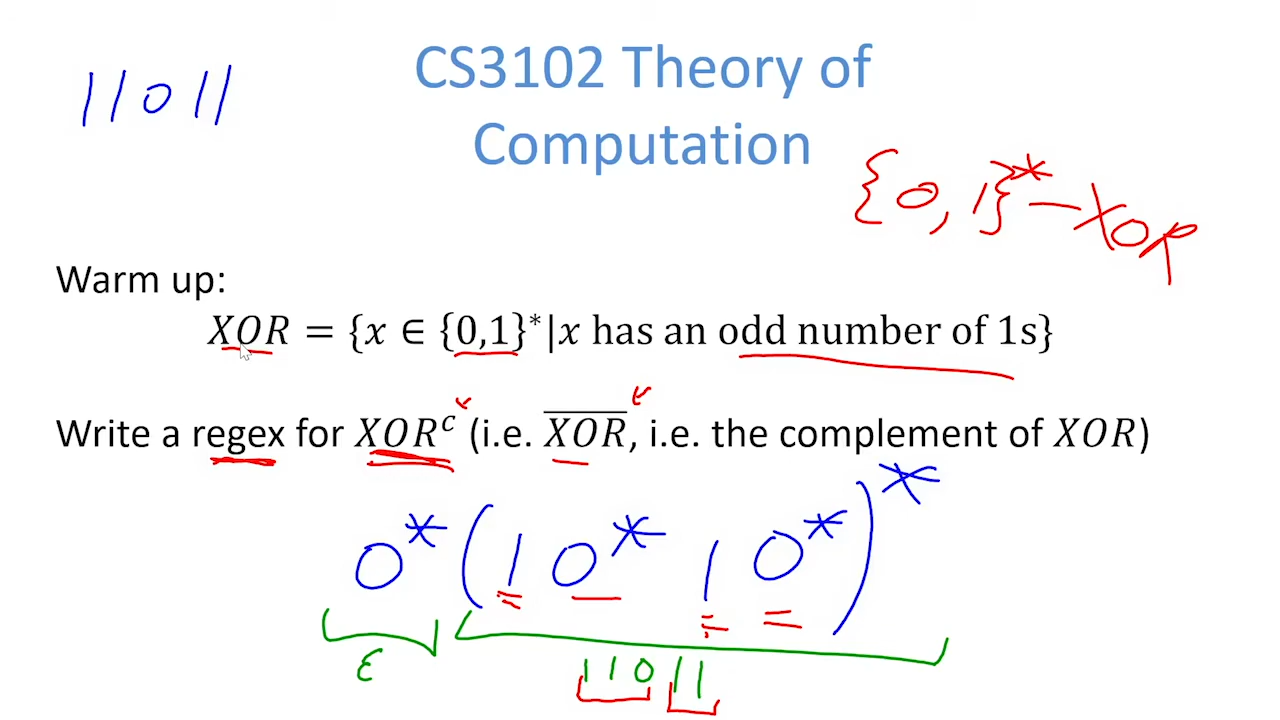 11011
CS3102 Theory of
Computation
{0,1}* - XOR
Warm up:
XOR = {x ∈ {0,1}*|x has an odd number of 1s}
Write a regex for XORᶜ (i.e. X̅O̅R̅, i.e. the complement of XOR)
0*(10*10*)*
ε 11011